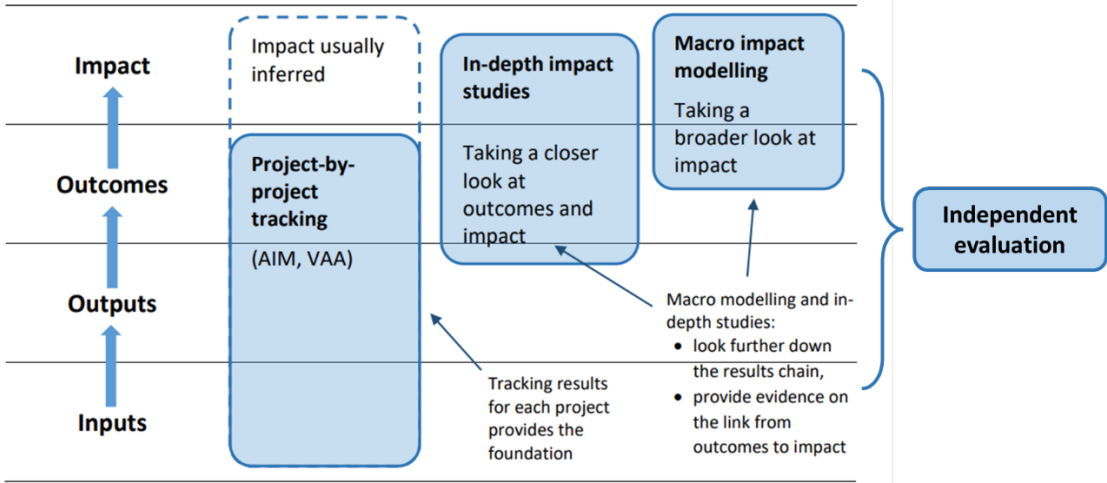 Impact
Outcomes
Outputs
Inputs
Impact usually
inferred
Project-by-
project
tracking
(AIM, VAA)
In-depth impact
studies
Taking a closer
look at
outcomes and
impact
Macro impact
modelling
Taking a
broader look at
impact
Tracking results
for each project
provides the
foundation
Macro modelling and in-
depth studies:
• look further down
the results chain,
• provide evidence on
the link from
outcomes to impact
Independent
evaluation